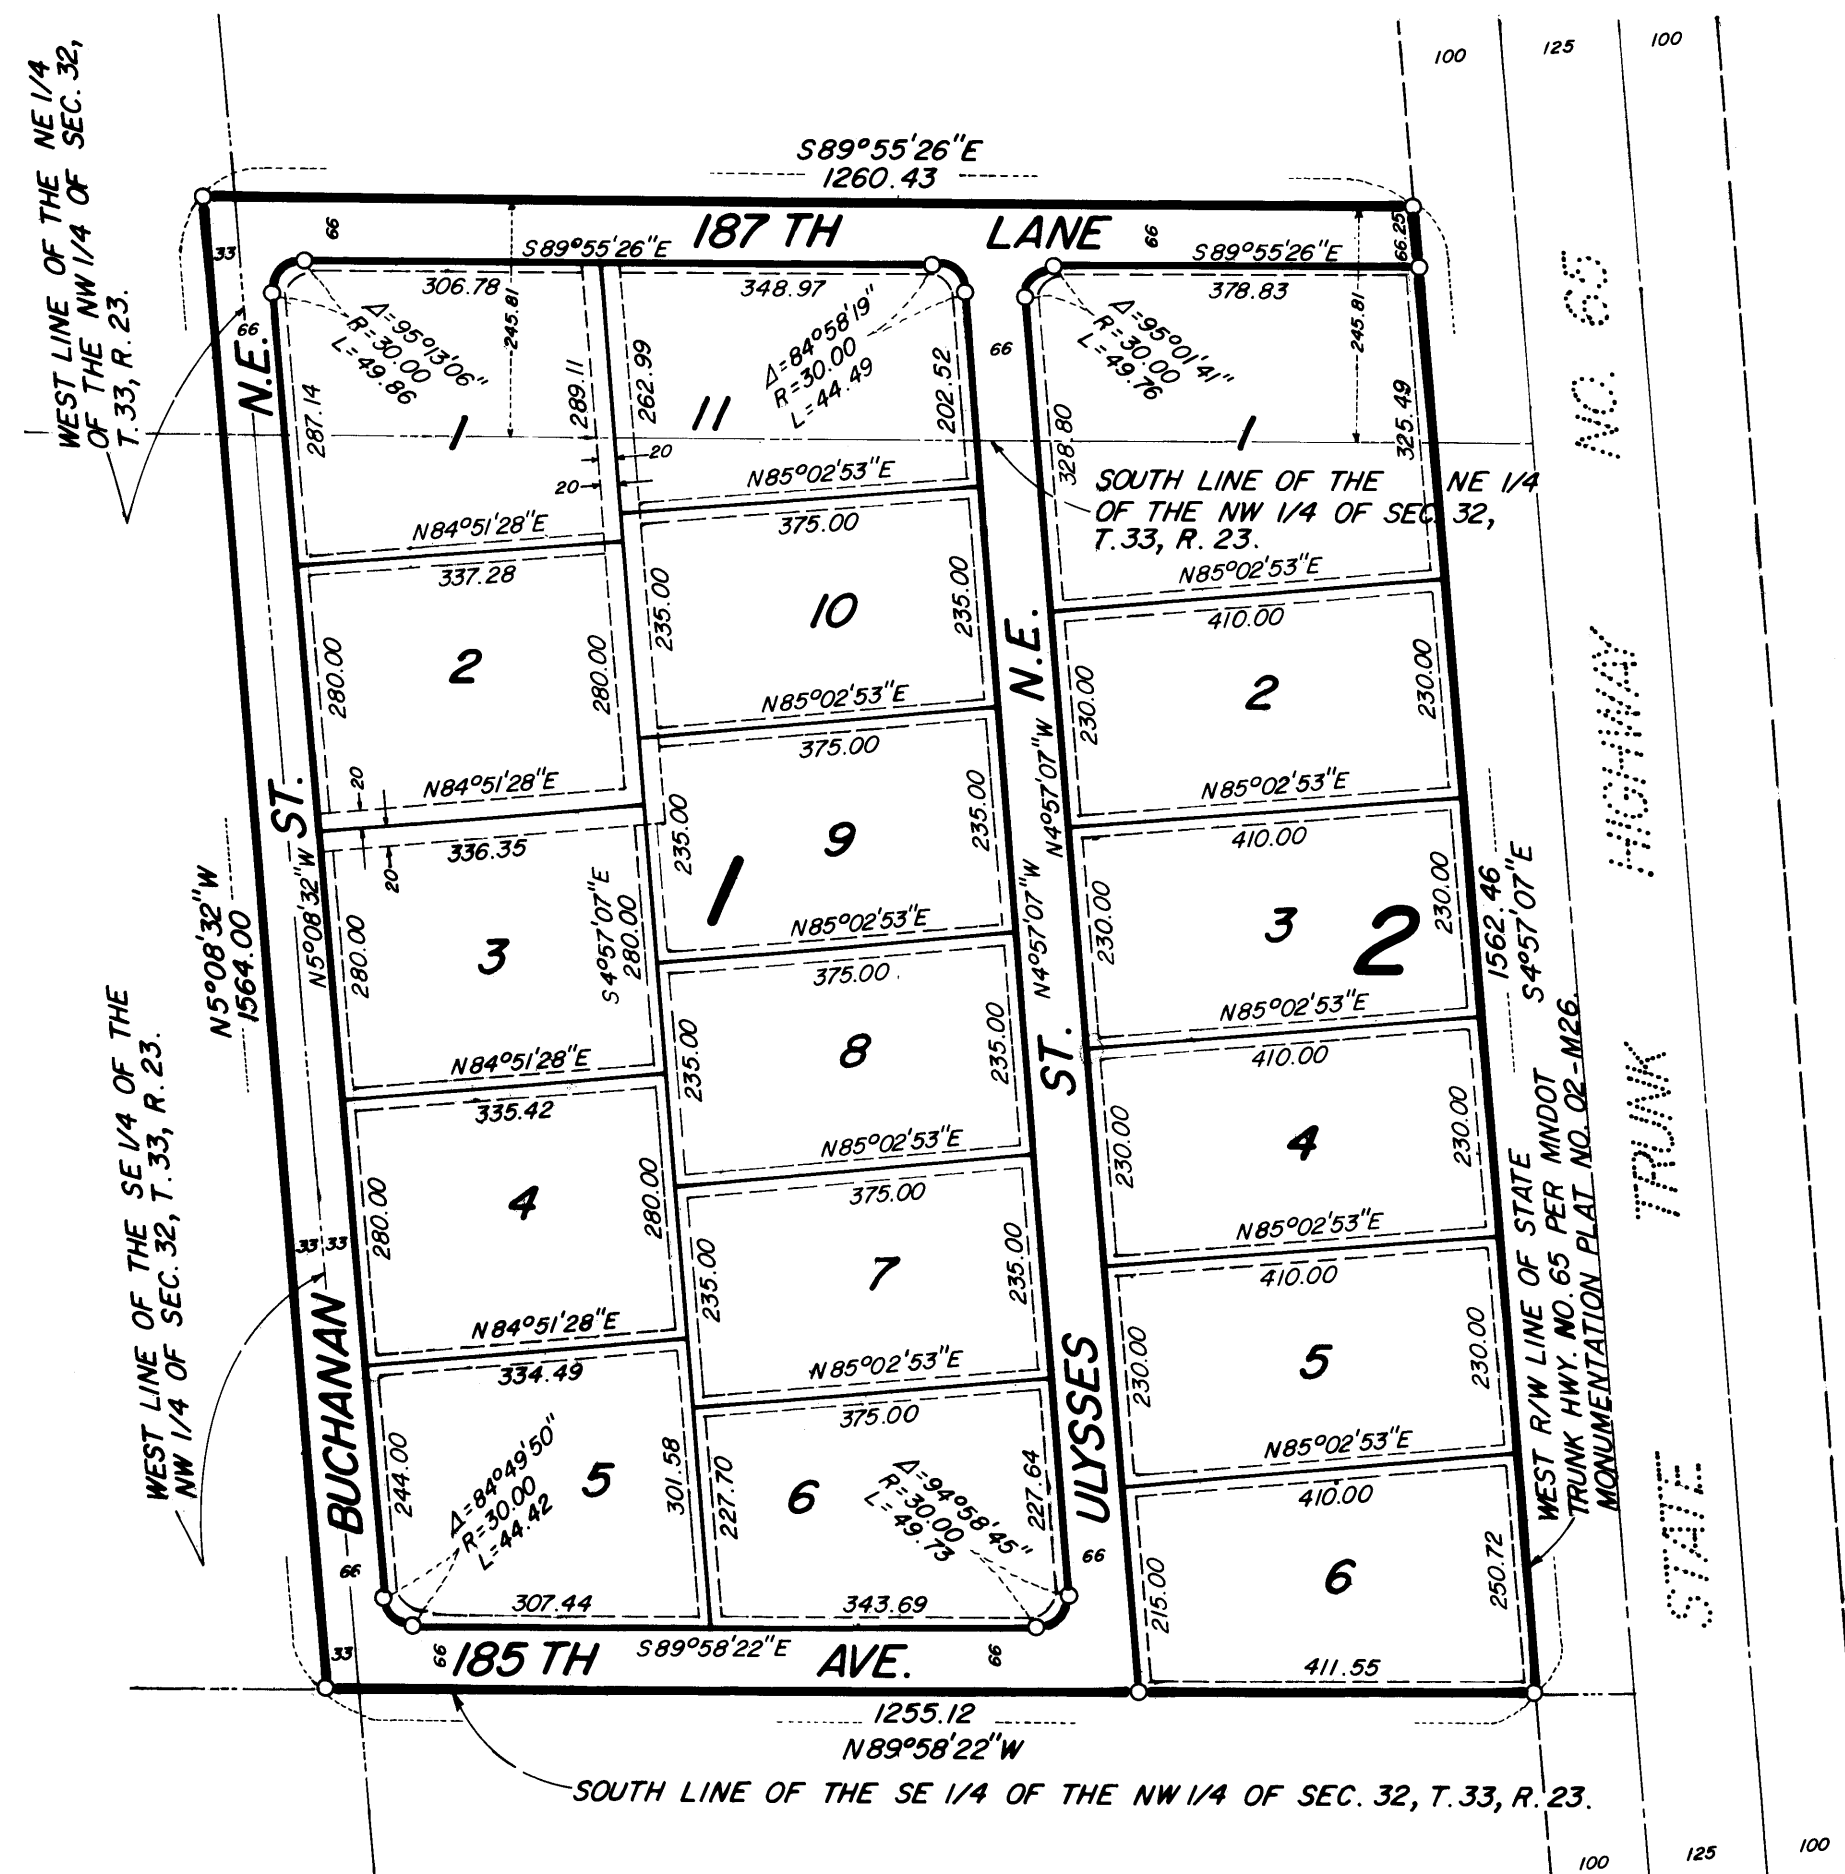 100
125
100
WEST LINE OF THE NE 1/4
OF THE NW 1/4 OF SEC. 32,
T. 33, R. 23.
S89°55'26"E
1260.43
187 TH LANE
66
66
66.25
33
S89°55'26"E
S89°55'26"E
306.78
245.81
348.97
378.83
245.81
66
N.E.
Δ=95°13'06"
R=30.00
L=49.86
Δ=84°58'19"
R=30.00
L=44.49
66
Δ=95°01'41"
R=30.00
L=49.76
287.14
1
289.11
262.99
11
202.52
328.80
1
325.49
20
20
N85°02'53"E
375.00
SOUTH LINE OF THE NE 1/4
OF THE NW 1/4 OF SEC. 32,
T. 33, R. 23.
N84°51'28"E
337.28
N85°02'53"E
410.00
235.00
10
235.00
280.00
2
280.00
N.E.
230.00
2
230.00
N85°02'53"E
375.00
N84°51'28"E
20
20
336.35
ST.
N4°57'07"W
N85°02'53"E
410.00
235.00
9
235.00
1
N5°08'32"W
1564.00
N5°08'32"W
280.00
3
S4°57'07"E
280.00
N85°02'53"E
375.00
N4°57'07"W
230.00
3
230.00
2
1562.46
S4°57'07"E
N85°02'53"E
410.00
N84°51'28"E
335.42
235.00
8
235.00
ST.
WEST LINE OF THE SE 1/4 OF THE
NW 1/4 OF SEC. 32, T. 33, R. 23.
280.00
4
280.00
N85°02'53"E
375.00
230.00
4
230.00
N85°02'53"E
410.00
33
33
235.00
7
235.00
N84°51'28"E
334.49
BUCHANAN
N85°02'53"E
375.00
ULYSSES
230.00
5
230.00
N85°02'53"E
410.00
WEST R/W LINE OF STATE
TRUNK HWY. NO. 65 PER MNDOT
MONUMENTATION PLAT NO. 02-M26.
244.00
Δ=84°49'50"
R=30.00
L=44.42
5
301.58
227.70
6
Δ=94°58'45"
R=30.00
L=49.73
227.64
66
66
215.00
6
250.72
307.44
343.69
411.55
33
66
185 TH AVE.
S89°58'22"E
66
1255.12
N89°58'22"W
SOUTH LINE OF THE SE 1/4 OF THE NW 1/4 OF SEC. 32, T. 33, R. 23.
STATE TRUNK HIGHWAY NO. 65
100
125
100